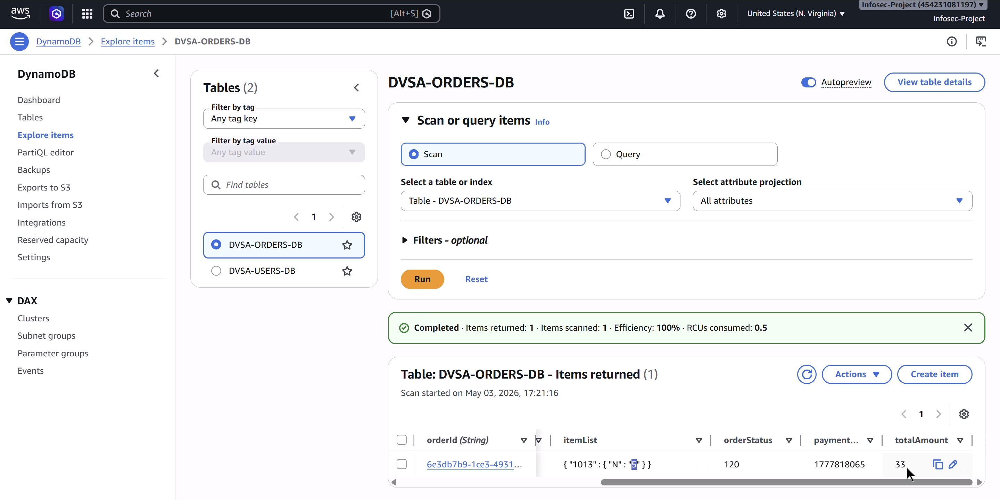 aws
Search [Alt+S]
United States (N. Virginia)
Infosec-Project (454231081197)
Infosec-Project
DynamoDB
Explore items
DVSA-ORDERS-DB
DynamoDB
Dashboard
Tables
Explore items
PartiQL editor
Backups
Exports to S3
Imports from S3
Integrations
Reserved capacity
Settings
DAX
Clusters
Subnet groups
Parameter groups
Events
Tables (2)
Filter by tag
Any tag key
Filter by tag value
Any tag value
Find tables
1
DVSA-ORDERS-DB
DVSA-USERS-DB
DVSA-ORDERS-DB
Autopreview
View table details
Scan or query items Info
Scan
Query
Select a table or index
Table - DVSA-ORDERS-DB
Select attribute projection
All attributes
Filters - optional
Run
Reset
Completed · Items returned: 1 · Items scanned: 1 · Efficiency: 100% · RCUs consumed: 0.5
Table: DVSA-ORDERS-DB - Items returned (1)
Scan started on May 03, 2026, 17:21:16
Actions
Create item
1
orderId (String) itemList orderStatus payment... totalAmount
6e3db7b9-1ce3-4931... { "1013" : { "N" : "5" } } 120 1777818065 33